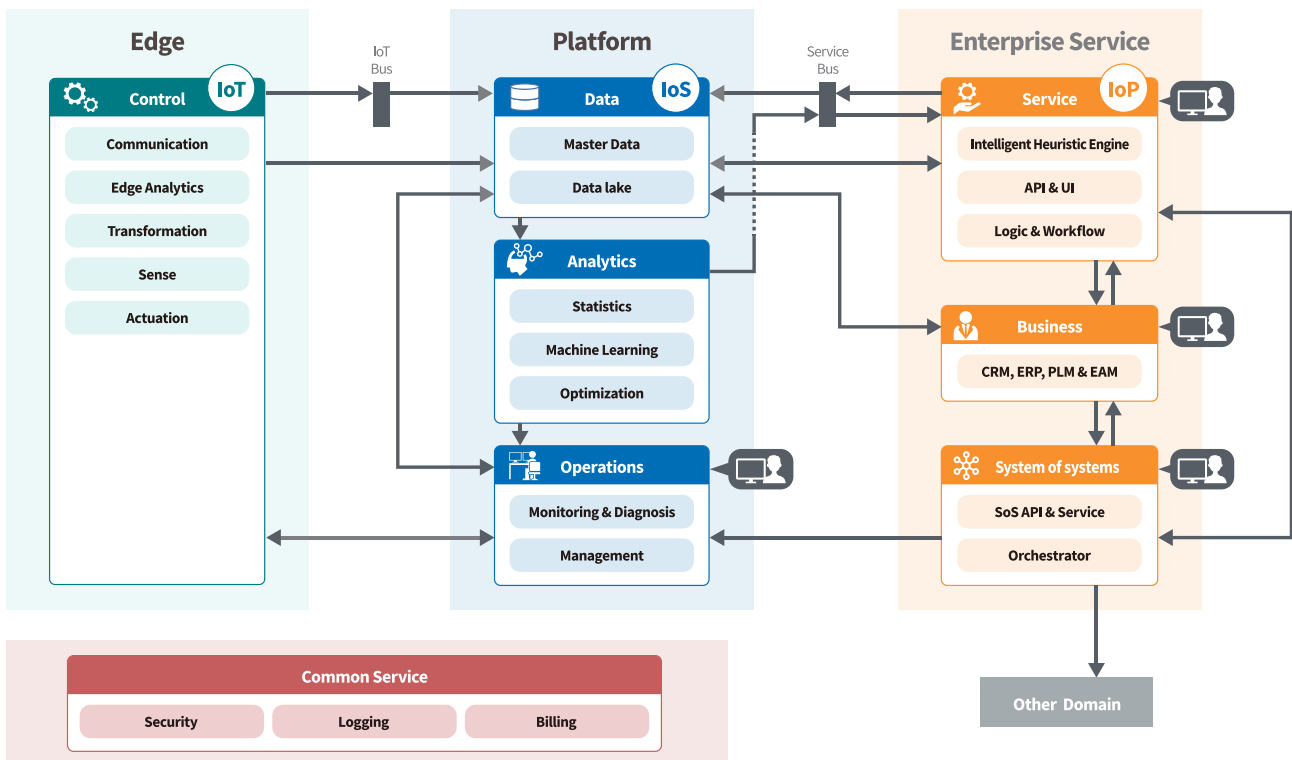 Edge
IoT
Bus
Platform
Service
Bus
Enterprise Service
Control
IoT
Communication
Edge Analytics
Transformation
Sense
Actuation
Data
IoS
Master Data
Data lake
Analytics
Statistics
Machine Learning
Optimization
Operations
Monitoring & Diagnosis
Management
Service
IoP
Intelligent Heuristic Engine
API & UI
Logic & Workflow
Business
CRM, ERP, PLM & EAM
System of systems
SoS API & Service
Orchestrator
Other Domain
Common Service
Security
Logging
Billing